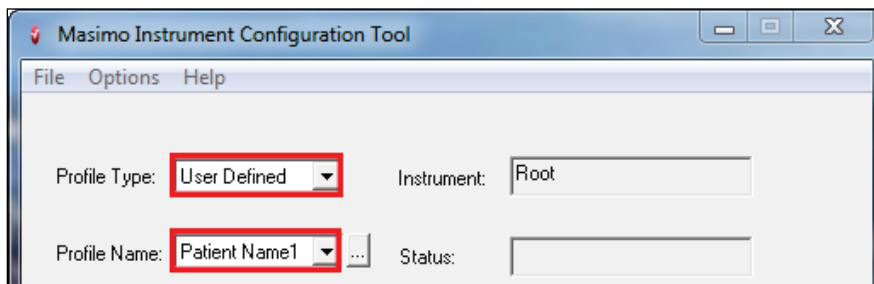 Masimo Instrument Configuration Tool
File Options Help
Profile Type: User Defined Instrument: Root
Profile Name: Patient Name1 ... Status: